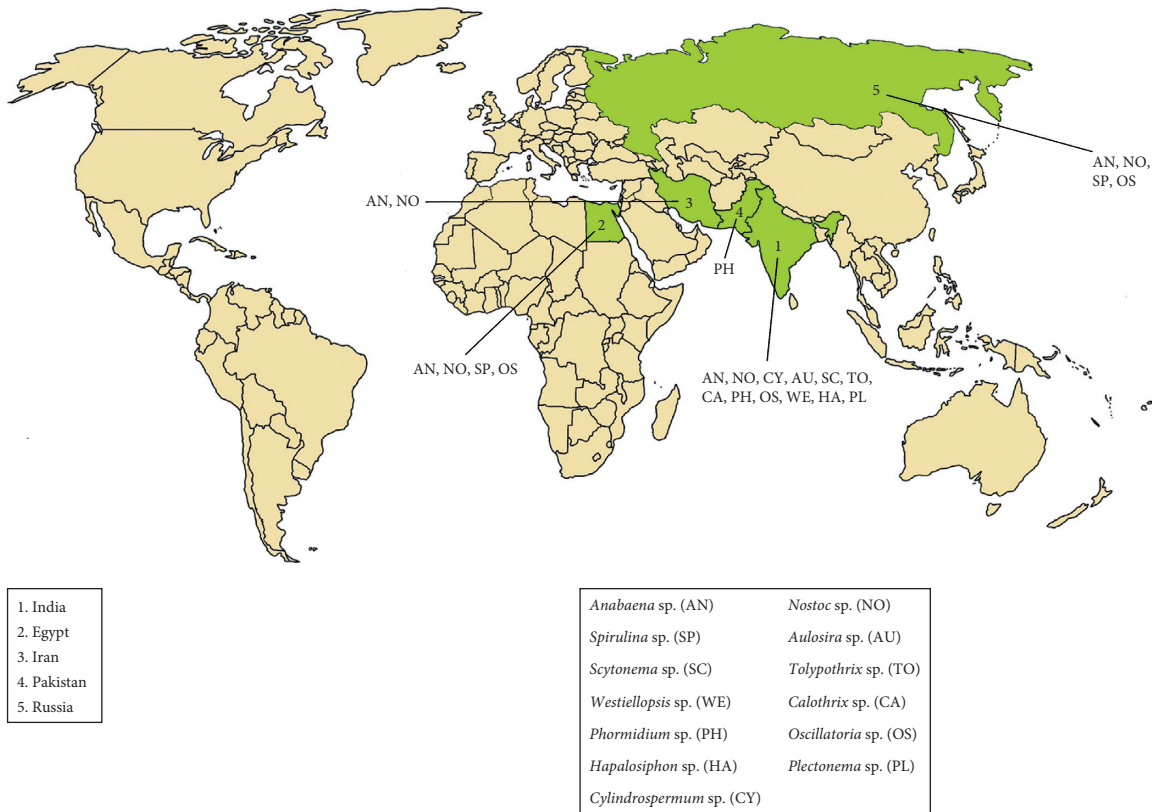 5
AN, NO,
SP, OS
AN, NO
3
2
4
1
PH
AN, NO, SP, OS
AN, NO, CY, AU, SC, TO,
CA, PH, OS, WE, HA, PL
1. India
2. Egypt
3. Iran
4. Pakistan
5. Russia
Anabaena sp. (AN)
Nostoc sp. (NO)
Spirulina sp. (SP)
Aulosira sp. (AU)
Scytonema sp. (SC)
Tolypothrix sp. (TO)
Westiellopsis sp. (WE)
Calothrix sp. (CA)
Phormidium sp. (PH)
Oscillatoria sp. (OS)
Hapalosiphon sp. (HA)
Plectonema sp. (PL)
Cylindrospermum sp. (CY)